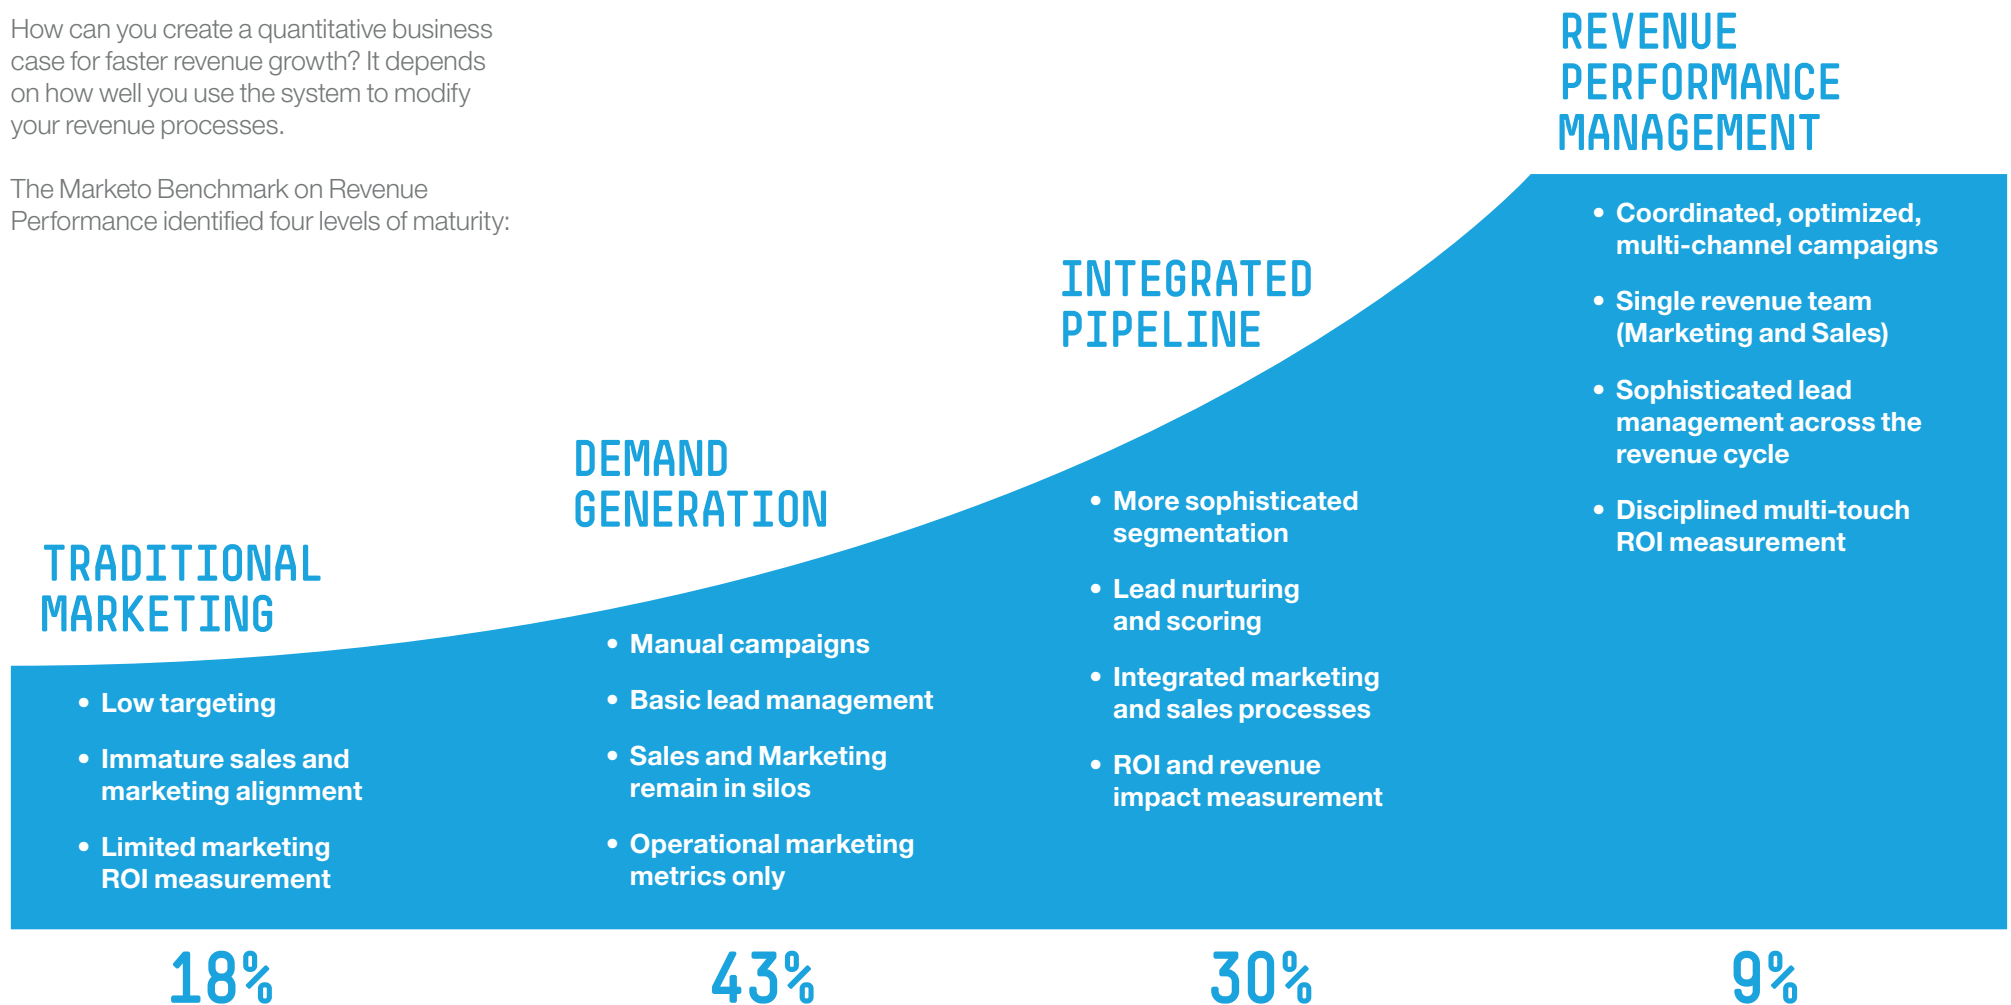 How can you create a quantitative business
case for faster revenue growth? It depends
on how well you use the system to modify
your revenue processes.
The Marketo Benchmark on Revenue
Performance identified four levels of maturity:
TRADITIONAL
MARKETING
• Low targeting
• Immature sales and
marketing alignment
• Limited marketing
ROI measurement
18%
DEMAND
GENERATION
• Manual campaigns
• Basic lead management
• Sales and Marketing
remain in silos
• Operational marketing
metrics only
43%
INTEGRATED
PIPELINE
• More sophisticated
segmentation
• Lead nurturing
and scoring
• Integrated marketing
and sales processes
• ROI and revenue
impact measurement
30%
REVENUE
PERFORMANCE
MANAGEMENT
• Coordinated, optimized,
multi-channel campaigns
• Single revenue team
(Marketing and Sales)
• Sophisticated lead
management across the
revenue cycle
• Disciplined multi-touch
ROI measurement
9%